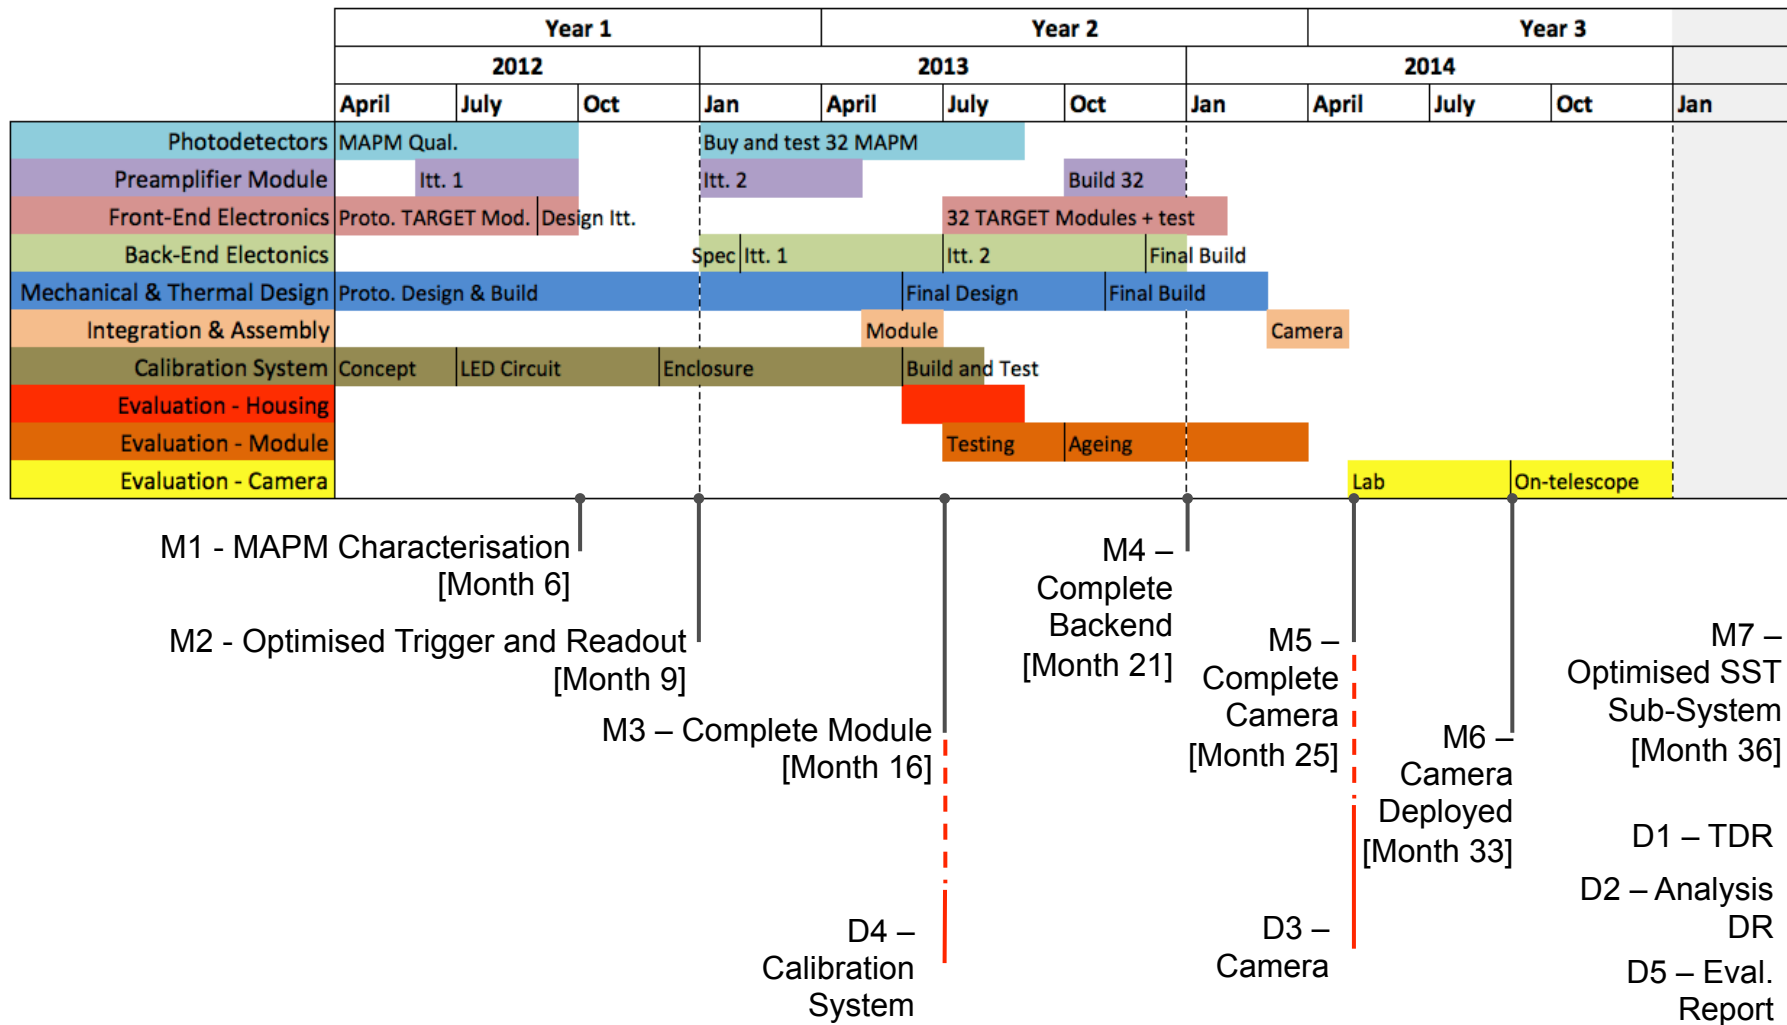 Year 1 Year 2 Year 3
2012 2013 2014
April July Oct Jan April July Oct Jan April July Oct Jan
Photodetectors MAPM Qual. Buy and test 32 MAPM
Preamplifier Module Itt. 1 Itt. 2 Build 32
Front-End Electronics Proto. TARGET Mod. Design Itt. 32 TARGET Modules + test
Back-End Electonics Spec Itt. 1 Itt. 2 Final Build
Mechanical & Thermal Design Proto. Design & Build Final Design Final Build
Integration & Assembly Module Camera
Calibration System Concept LED Circuit Enclosure Build and Test
Evaluation - Housing
Evaluation - Module Testing Ageing
Evaluation - Camera Lab On-telescope
M1 - MAPM Characterisation
[Month 6]
M2 - Optimised Trigger and Readout
[Month 9]
M3 – Complete Module
[Month 16]
D4 –
Calibration
System
M4 –
Complete
Backend
[Month 21]
M5 –
Complete
Camera
[Month 25]
D3 –
Camera
M6 –
Camera
Deployed
[Month 33]
M7 –
Optimised SST
Sub-System
[Month 36]
D1 – TDR
D2 – Analysis
DR
D5 – Eval.
Report